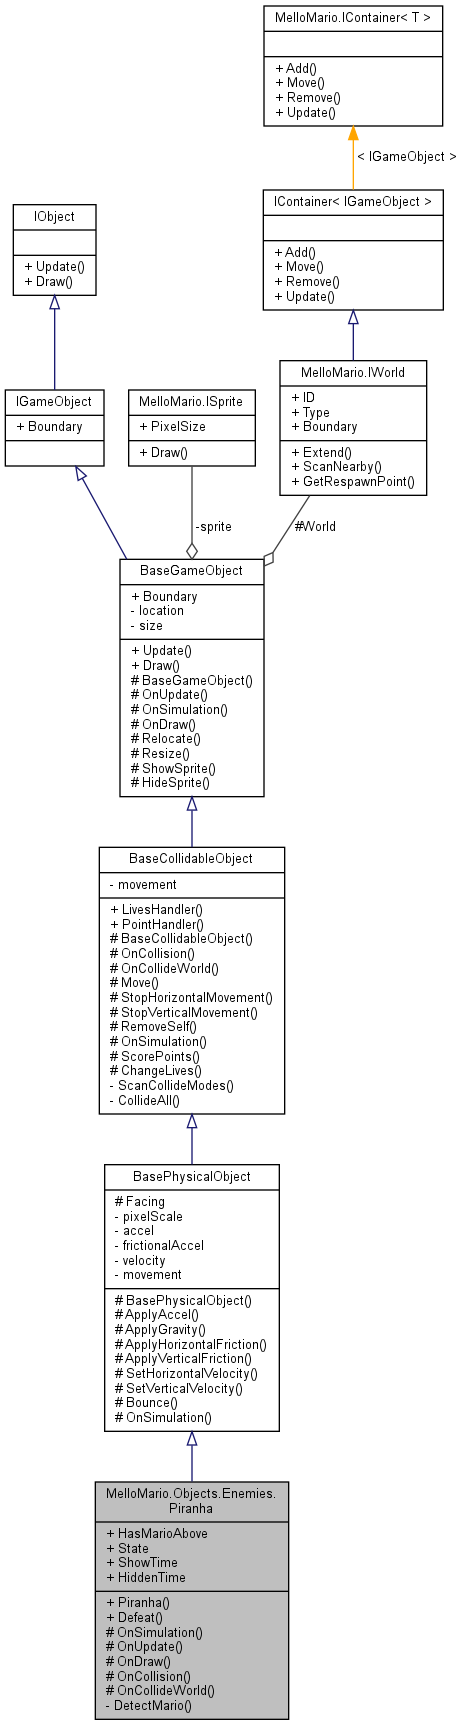 MelloMario.IContainer< T >
+ Add()
+ Move()
+ Remove()
+ Update()
< IGameObject >
IContainer< IGameObject >
+ Add()
+ Move()
+ Remove()
+ Update()
IObject
+ Update()
+ Draw()
MelloMario.IWorld
+ ID
+ Type
+ Boundary
+ Extend()
+ ScanNearby()
+ GetRespawnPoint()
IGameObject
+ Boundary
MelloMario.ISprite
+ PixelSize
+ Draw()
-sprite
#World
BaseGameObject
+ Boundary
- location
- size
+ Update()
+ Draw()
# BaseGameObject()
# OnUpdate()
# OnSimulation()
# OnDraw()
# Relocate()
# Resize()
# ShowSprite()
# HideSprite()
BaseCollidableObject
- movement
+ LivesHandler()
+ PointHandler()
# BaseCollidableObject()
# OnCollision()
# OnCollideWorld()
# Move()
# StopHorizontalMovement()
# StopVerticalMovement()
# RemoveSelf()
# OnSimulation()
# ScorePoints()
# ChangeLives()
- ScanCollideModes()
- CollideAll()
BasePhysicalObject
# Facing
- pixelScale
- accel
- frictionalAccel
- velocity
- movement
# BasePhysicalObject()
# ApplyAccel()
# ApplyGravity()
# ApplyHorizontalFriction()
# ApplyVerticalFriction()
# SetHorizontalVelocity()
# SetVerticalVelocity()
# Bounce()
# OnSimulation()
MelloMario.Objects.Enemies.
Piranha
+ HasMarioAbove
+ State
+ ShowTime
+ HiddenTime
+ Piranha()
+ Defeat()
# OnSimulation()
# OnUpdate()
# OnDraw()
# OnCollision()
# OnCollideWorld()
- DetectMario()